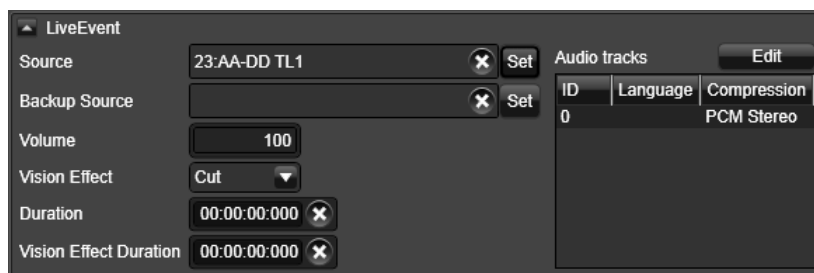 LiveEvent
Source 23:AA-DD TL1 Set
Backup Source Set
Volume 100
Vision Effect Cut
Duration 00:00:00:000
Vision Effect Duration 00:00:00:000
Audio tracks Edit
ID Language Compression
0 PCM Stereo